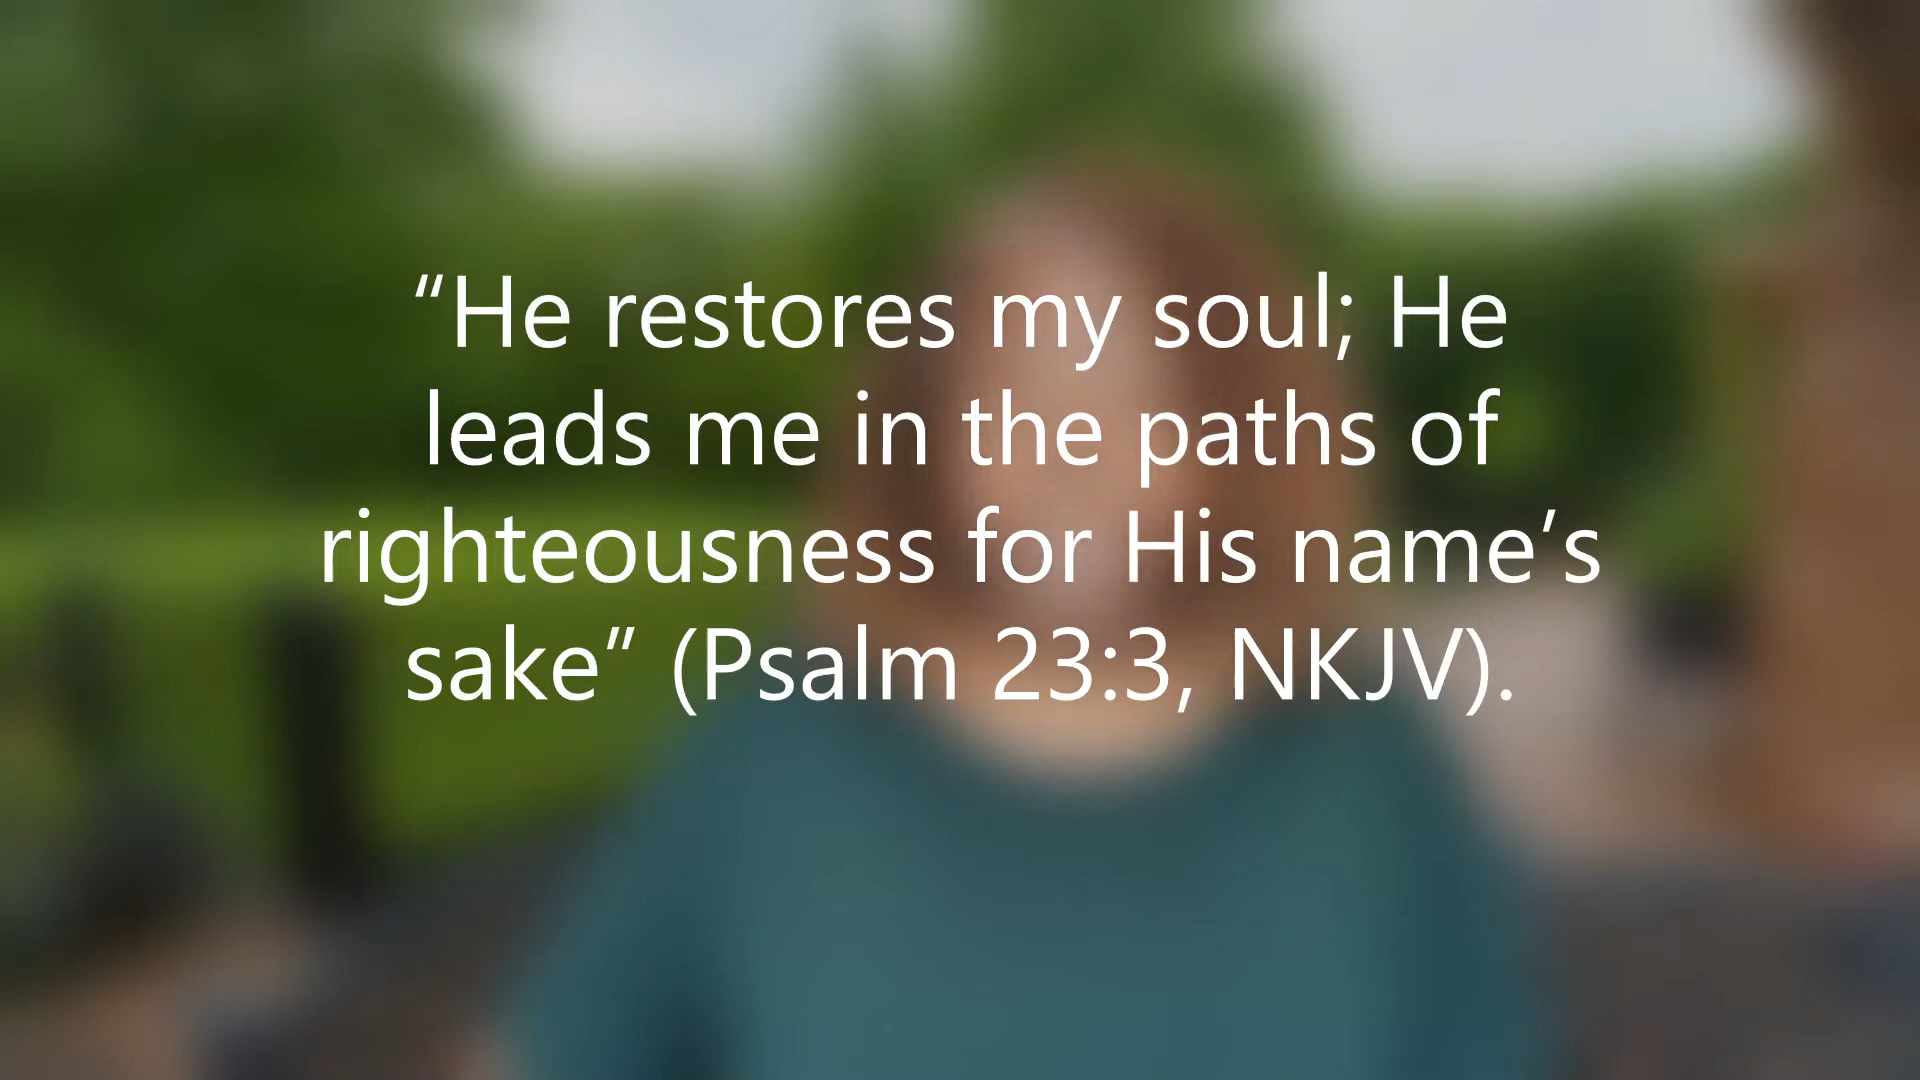 “He restores my soul; He
leads me in the paths of
righteousness for His name’s
sake” (Psalm 23:3, NKJV).